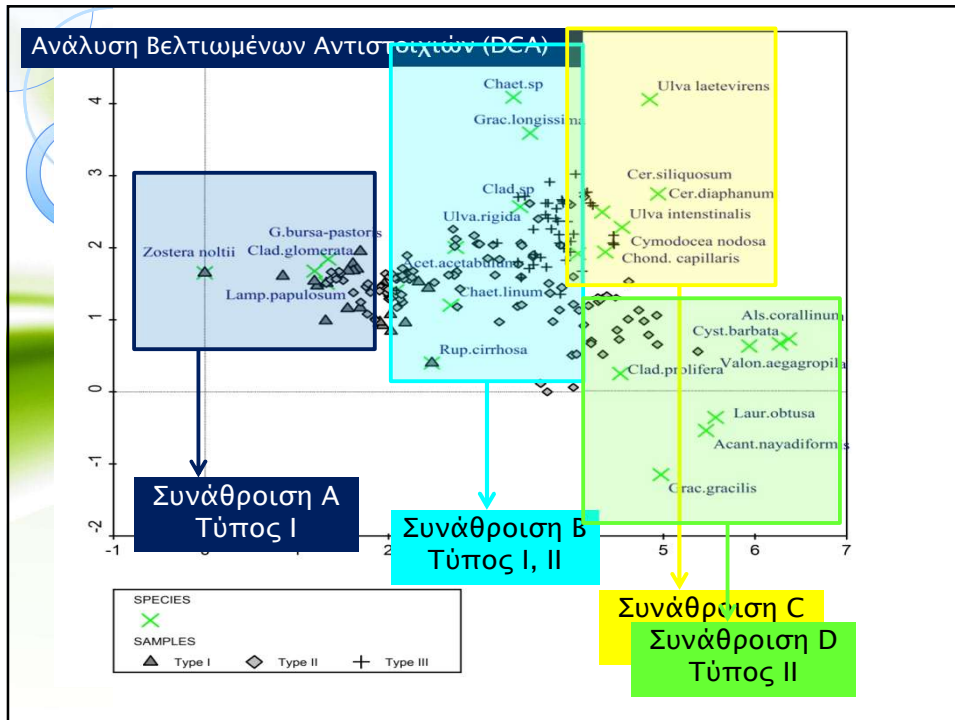 Ανάλυση Βελτιωμένων Αντιστοιχιών (DCA)
4
3
2
1
0
-1
-2
Chaet.sp
Grac.longissima
Clad.sp
Ulva.rigida
Acet.acetabulum
Chaet.linum
Rup.cirrhosa
G.bursa-pastoris
Zostera noltii
Clad.glomerata
Lamp.papulosum
Ulva laetevirens
Cer.siliquosum
Cer.diaphanum
Ulva intenstinalis
Cymodocea nodosa
Chond. capillaris
Als.corallinum
Cyst.barbata
Valon.aegagropila
Clad.prolifera
Laur.obtusa
Acant.nayadiformis
Grac.gracilis
-1
2
5
6
7
Συνάθροιση A
Τύπος I
Συνάθροιση B
Τύπος I, II
Συνάθροιση C
Συνάθροιση D
Τύπος II
SPECIES
SAMPLES
Type I Type II Type III